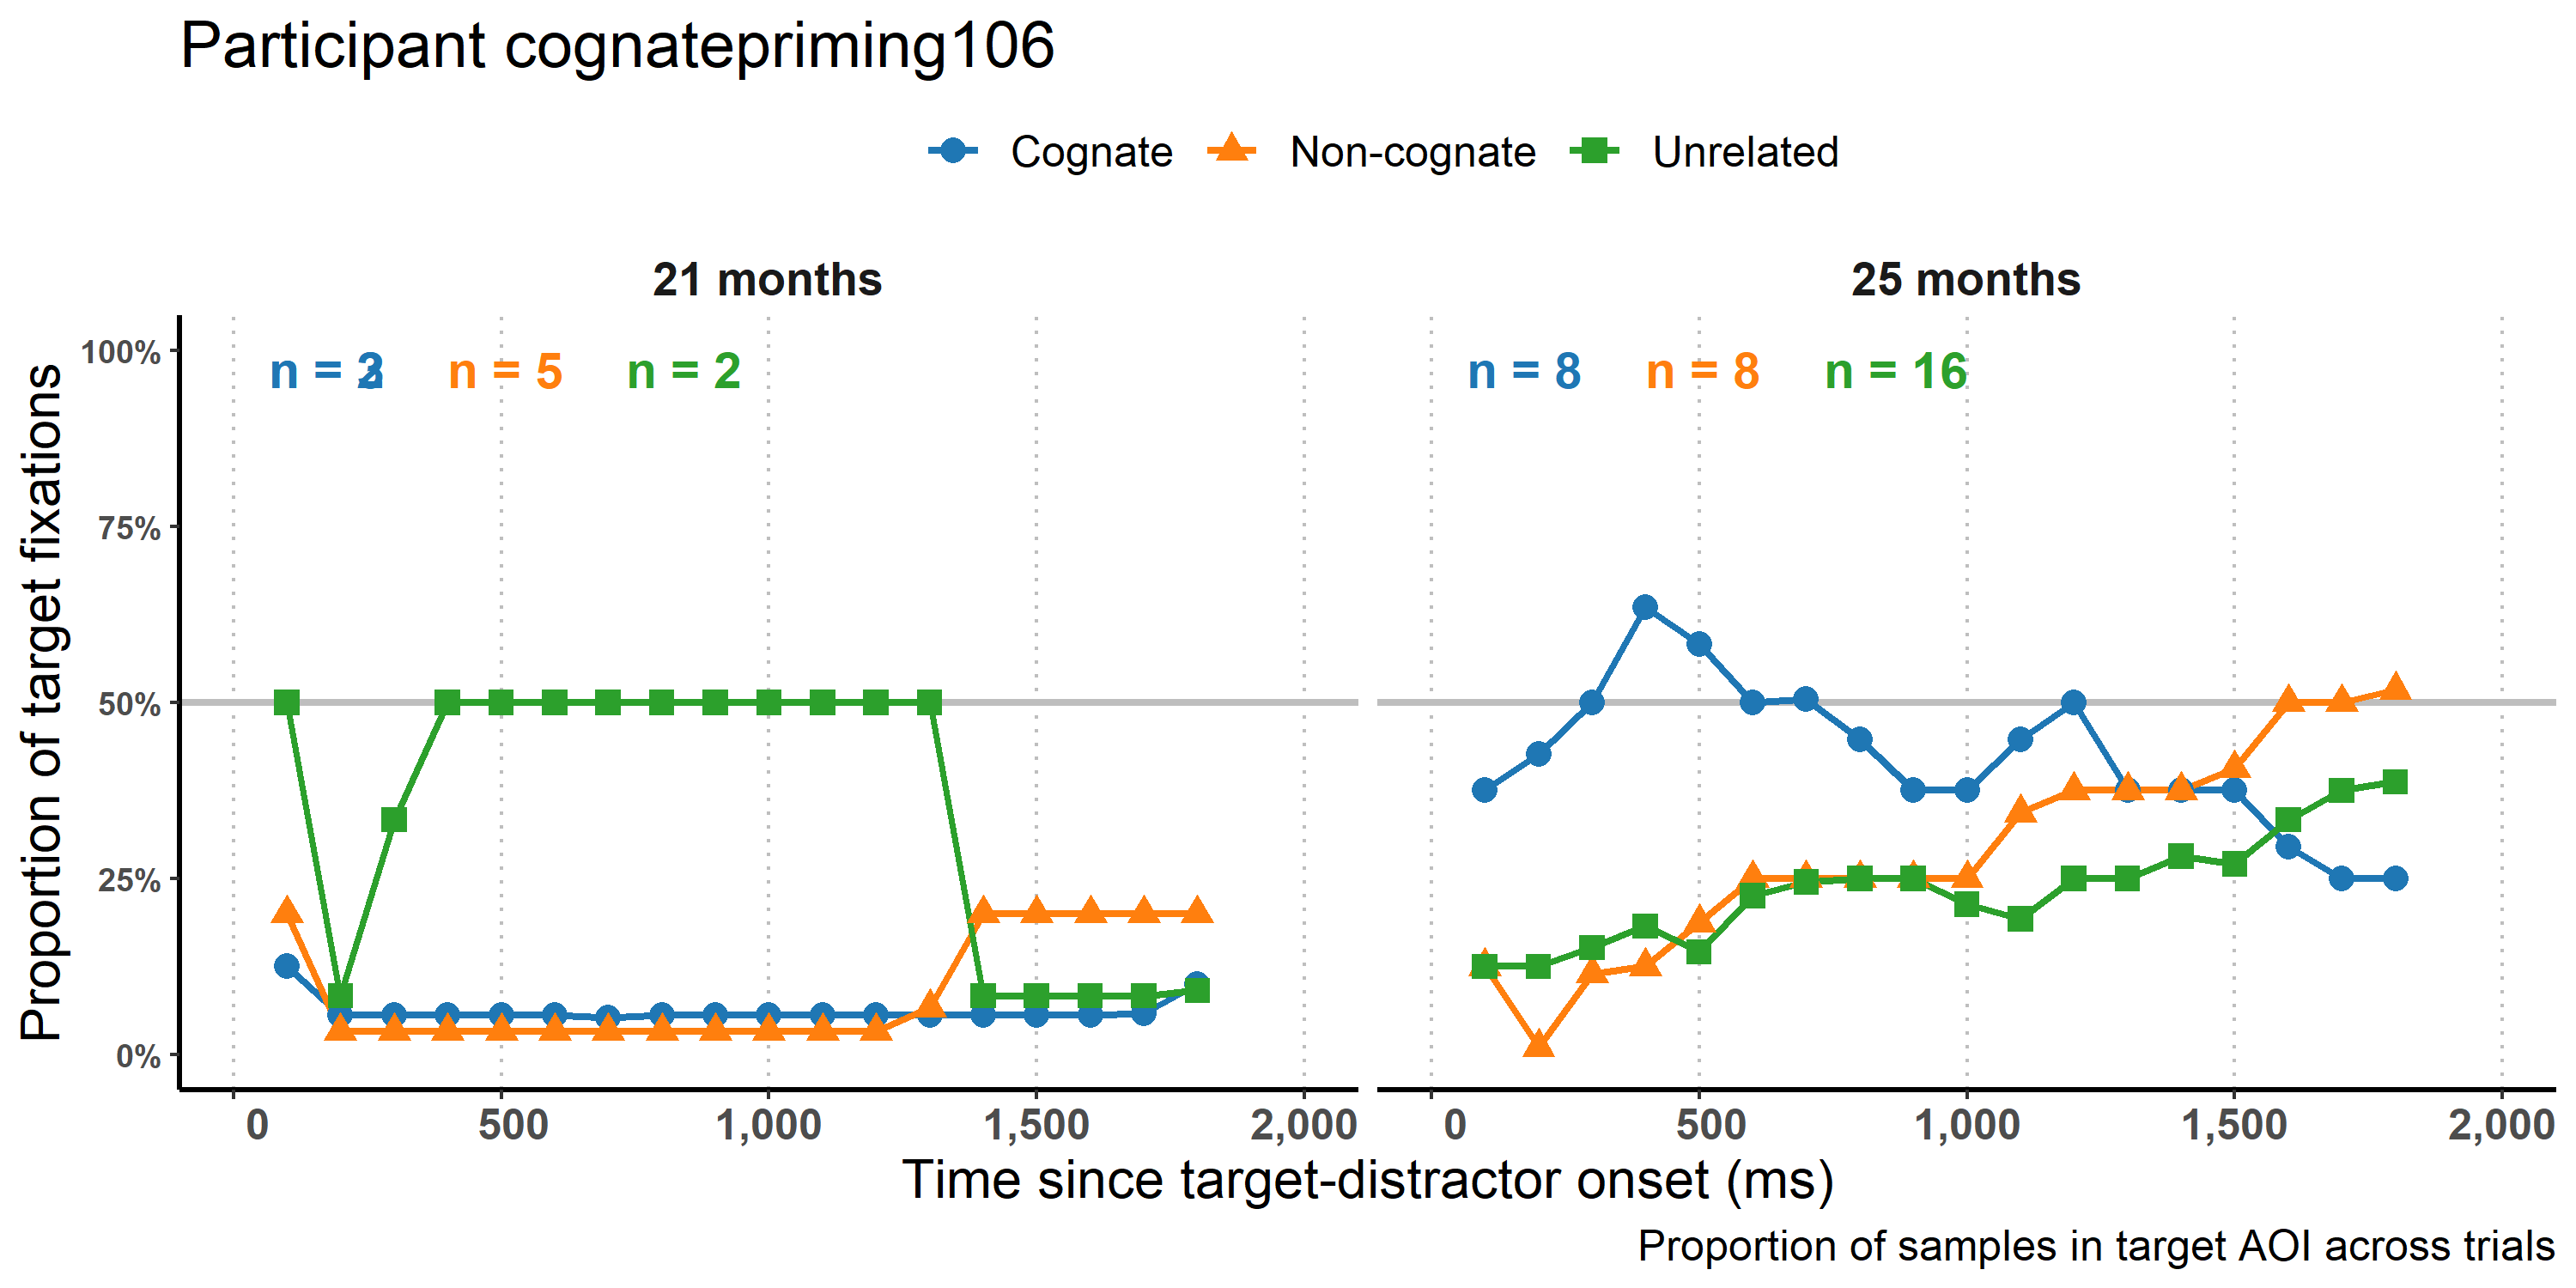 Participant cognatepriming106
Cognate Non-cognate Unrelated
21 months 25 months
n = n = 5 n = 2 n = 8 n = 8 n = 16
100%
75%
50%
25%
0%
Proportion of target fixations
0 500 1,000 1,500 2,000 0 500 1,000 1,500 2,000
Time since target-distractor onset (ms)
Proportion of samples in target AOI across trials